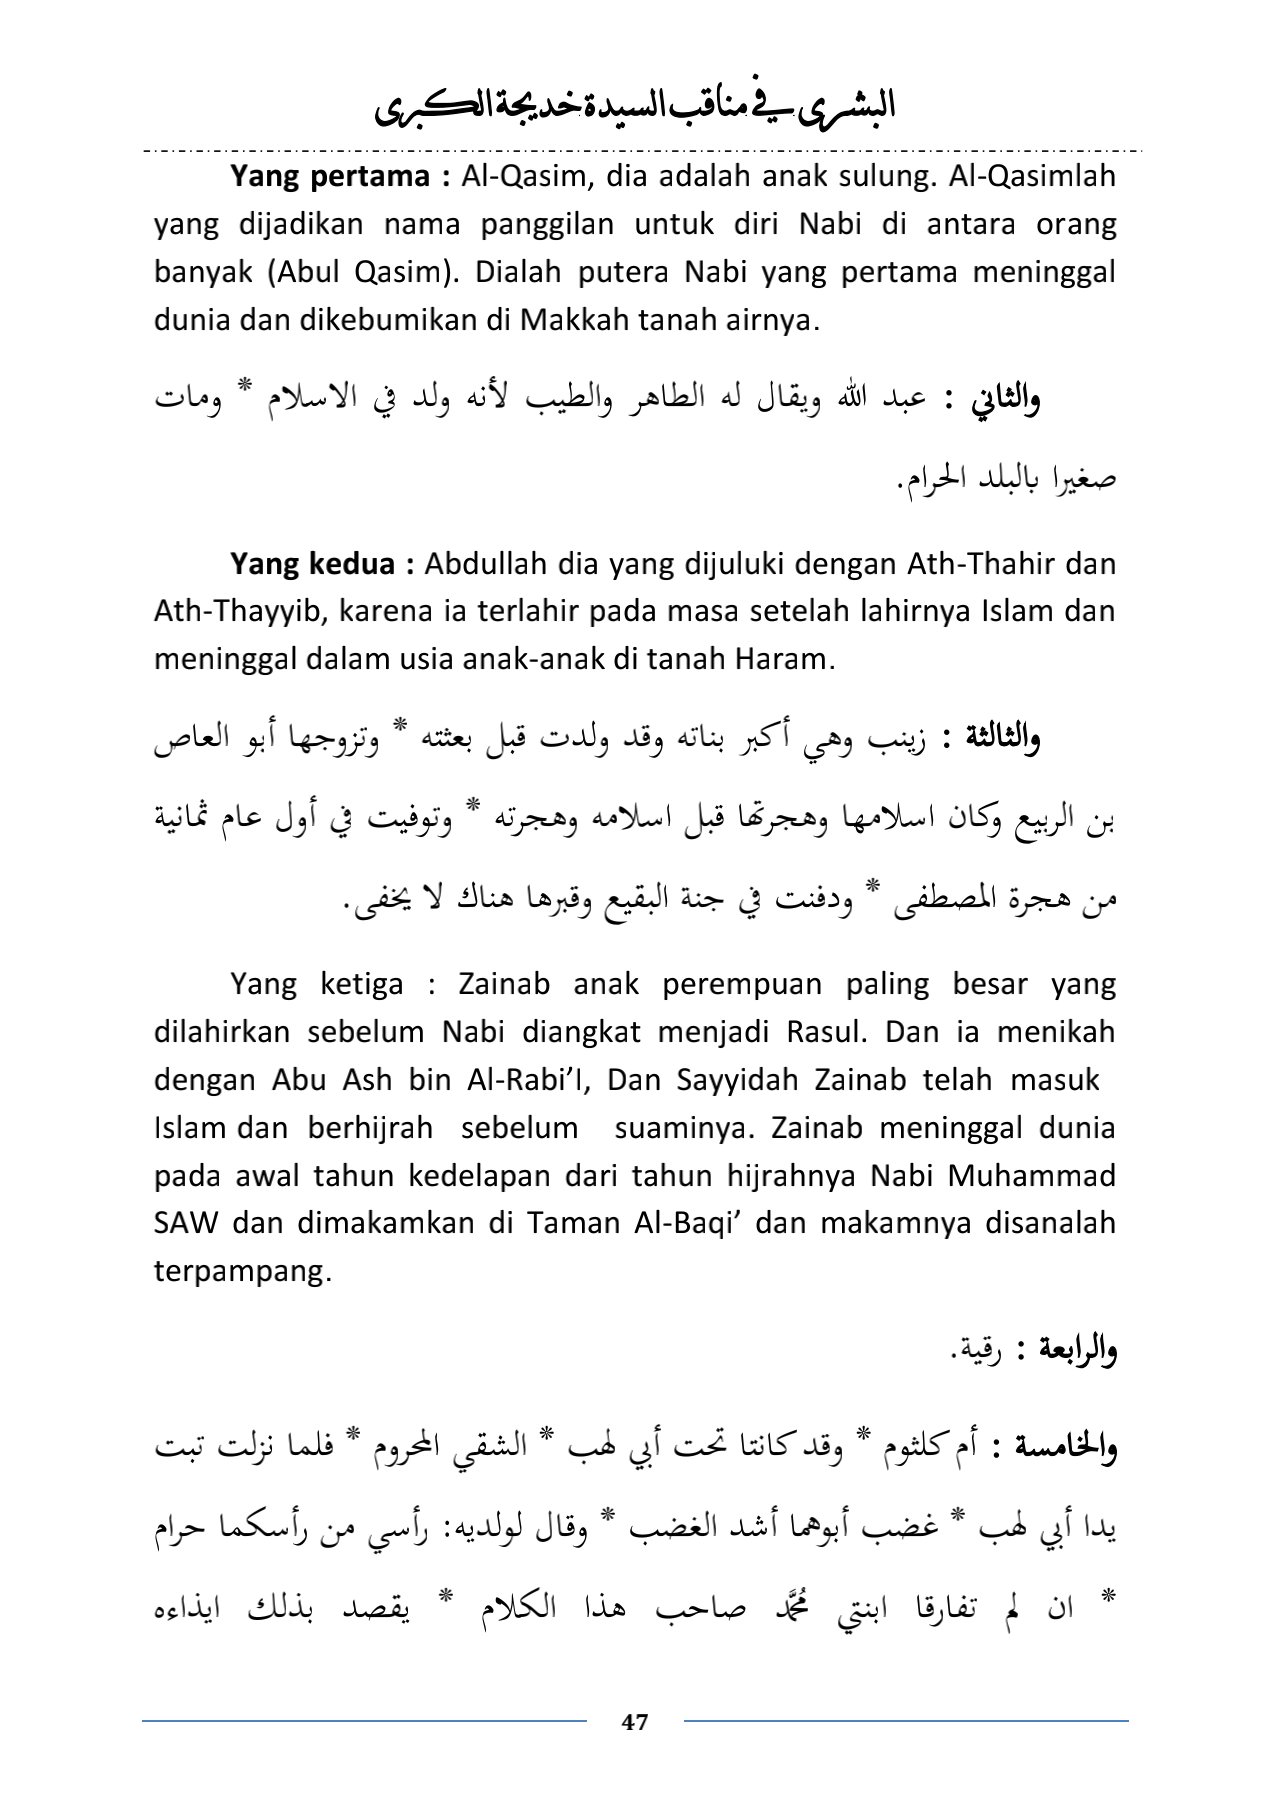 البشرى في مناقب السيدة خديجة الكبرى
Yang pertama : Al-Qasim, dia adalah anak sulung. Al-Qasimlah
yang dijadikan nama panggilan untuk diri Nabi di antara orang
banyak (Abul Qasim). Dialah putera Nabi yang pertama meninggal
dunia dan dikebumikan di Makkah tanah airnya.
والثاني : عبد الله ويقال له الطاهر والطيب لأنه ولد في الاسلام * ومات
صغيرا بالبلد الحرام.
Yang kedua : Abdullah dia yang dijuluki dengan Ath-Thahir dan
Ath-Thayyib, karena ia terlahir pada masa setelah lahirnya Islam dan
meninggal dalam usia anak-anak di tanah Haram.
والثالثة : زينب وهي أكبر بناته وقد ولدت قبل بعثته * وتزوجها أبو العاص
بن الربيع وكان اسلامها وهجرتها قبل اسلامه وهجرته * وتوفيت في أول عام ثمانية
من هجرة المصطفى * ودفنت في جنة البقيع وقبرها هناك لا يخفى.
Yang ketiga : Zainab anak perempuan paling besar yang
dilahirkan sebelum Nabi diangkat menjadi Rasul. Dan ia menikah
dengan Abu Ash bin Al-Rabi’I, Dan Sayyidah Zainab telah masuk
Islam dan berhijrah sebelum suaminya. Zainab meninggal dunia
pada awal tahun kedelapan dari tahun hijrahnya Nabi Muhammad
SAW dan dimakamkan di Taman Al-Baqi’ dan makamnya disanalah
terpampang.
والرابعة : رقية.
والخامسة : أم كلثوم * وقد كانتا تحت أبي لهب * الشقي المحروم * فلما نزلت تبت
يدا أبي لهب * غضب أبوهما أشد الغضب * وقال لولديه: رأسي من رأسكما حرام
* ان لم تفارقا ابنتي مُحَمَّد صاحب هذا الكلام * يقصد بذلك ايذاءه
47